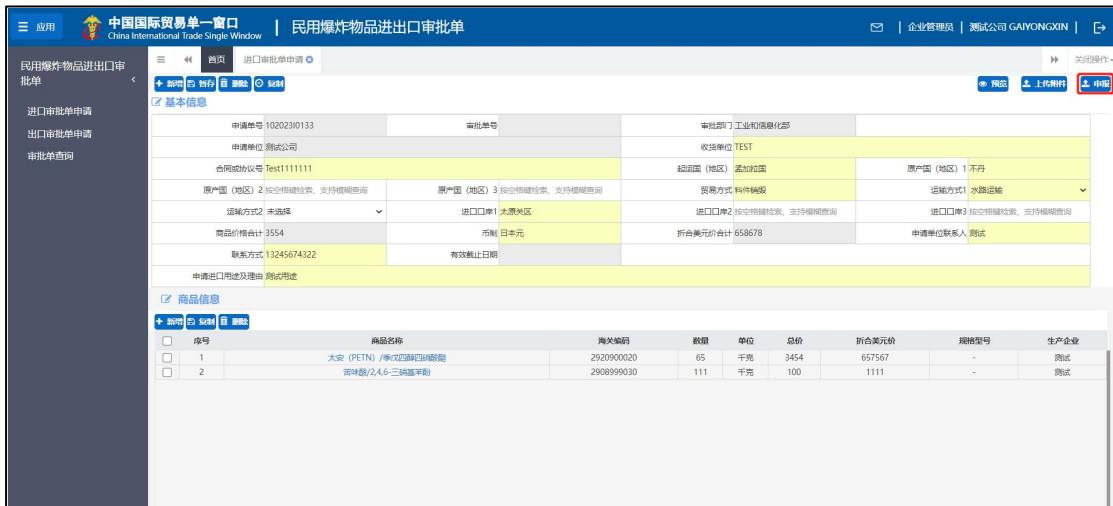 应用 中国国际贸易单一窗口 China International Trade Single Window 民用爆炸物品进出口审批单 企业管理员 测试公司 GAIYONGXIN
民用爆炸物品进出口审批单
进口审批单申请
出口审批单申请
审批单查询
首页 进口审批单申请 关闭操作
新增 暂存 删除 复制 预览 上传附件 申报
基本信息
申请单号 10202310133 审批单号 审批部门 工业和信息化部
申请单位 测试公司 收货单位 TEST
合同或协议号 Test1111111 起运国（地区） 孟加拉国 原产国（地区）1 不丹
原产国（地区）2 按空格键检索、支持模糊查询 原产国（地区）3 按空格键检索、支持模糊查询 贸易方式 料件销毁 运输方式1 水路运输
运输方式2 未选择 进口口岸1 太原关区 进口口岸2 按空格键检索、支持模糊查询 进口口岸3 按空格键检索、支持模糊查询
商品价格合计 3554 币制 日本元 折合美元价合计 658678 申请单位联系人 测试
联系方式 13245674322 有效截止日期
申请进口用途及理由 测试用途
商品信息
新增 复制 删除
序号 商品名称 海关编码 数量 单位 总价 折合美元价 规格型号 生产企业
1 太安（PETN）/季戊四醇四硝酸酯 2920900020 65 千克 3454 657567 - 测试
2 苦味酸/2,4,6-三硝基苯酚 2908999030 111 千克 100 1111 - 测试